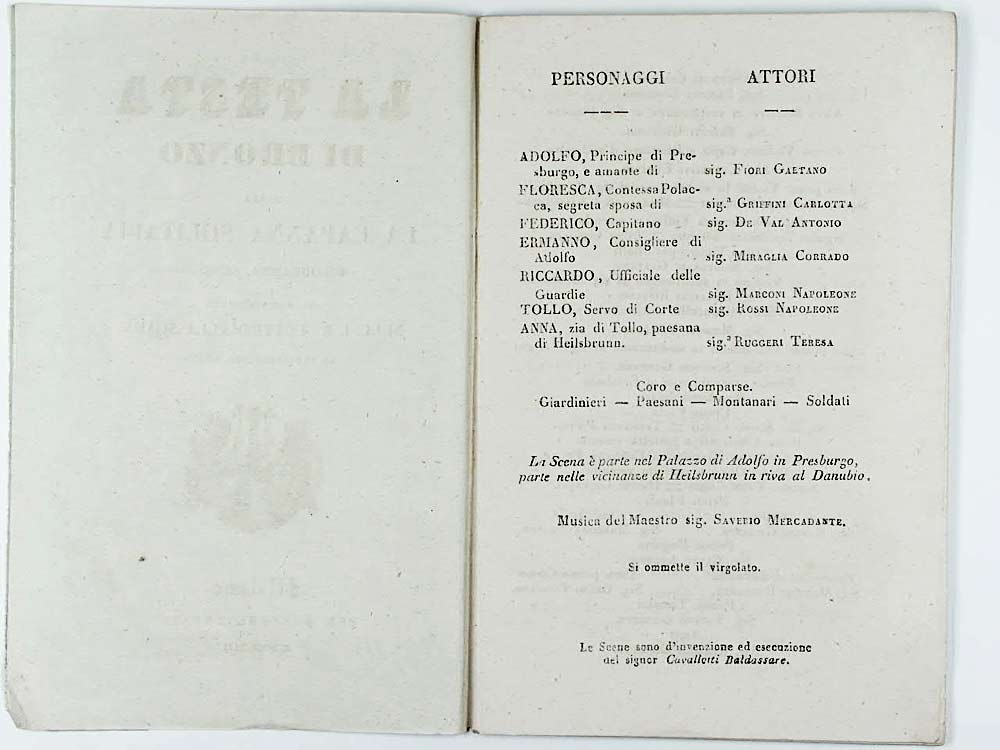 PERSONAGGI ATTORI
ADOLFO, Principe di Pre-
sburgo, e amante di sig. FIORI GAETANO
FLORESCA, Contessa Polac-
ca, segreta sposa di sig.ª GRIFFINI CARLOTTA
FEDERICO, Capitano sig. DE VAL ANTONIO
ERMANNO, Consigliere di
Adolfo sig. MIRAGLIA CORRADO
RICCARDO, Ufficiale delle
Guardie sig. MARCONI NAPOLEONE
TOLLO, Servo di Corte sig. ROSSI NAPOLEONE
ANNA, zia di Tollo, paesana
di Heilsbrunn. sig.ª RUGGERI TERESA
Coro e Comparse.
Giardinieri — Paesani — Montanari — Soldati
La Scena è parte nel Palazzo di Adolfo in Presburgo,
parte nelle vicinanze di Heilsbrunn in riva al Danubio.
Musica del Maestro sig. SAVERIO MERCADANTE.
Si ommette il virgolato.
Le Scene sono d'invenzione ed esecuzione
del signor Cavallotti Baldassare.